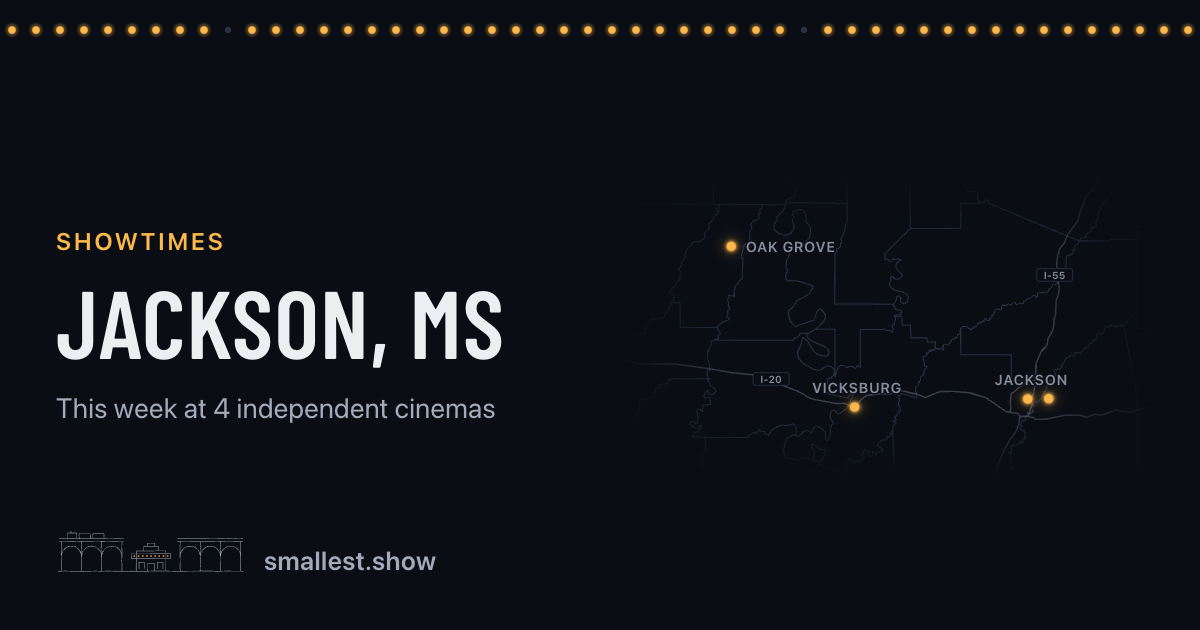 SHOWTIMES
JACKSON, MS
This week at 4 independent cinemas
smallest.show
OAK GROVE
I-55
I-20
VICKSBURG
JACKSON